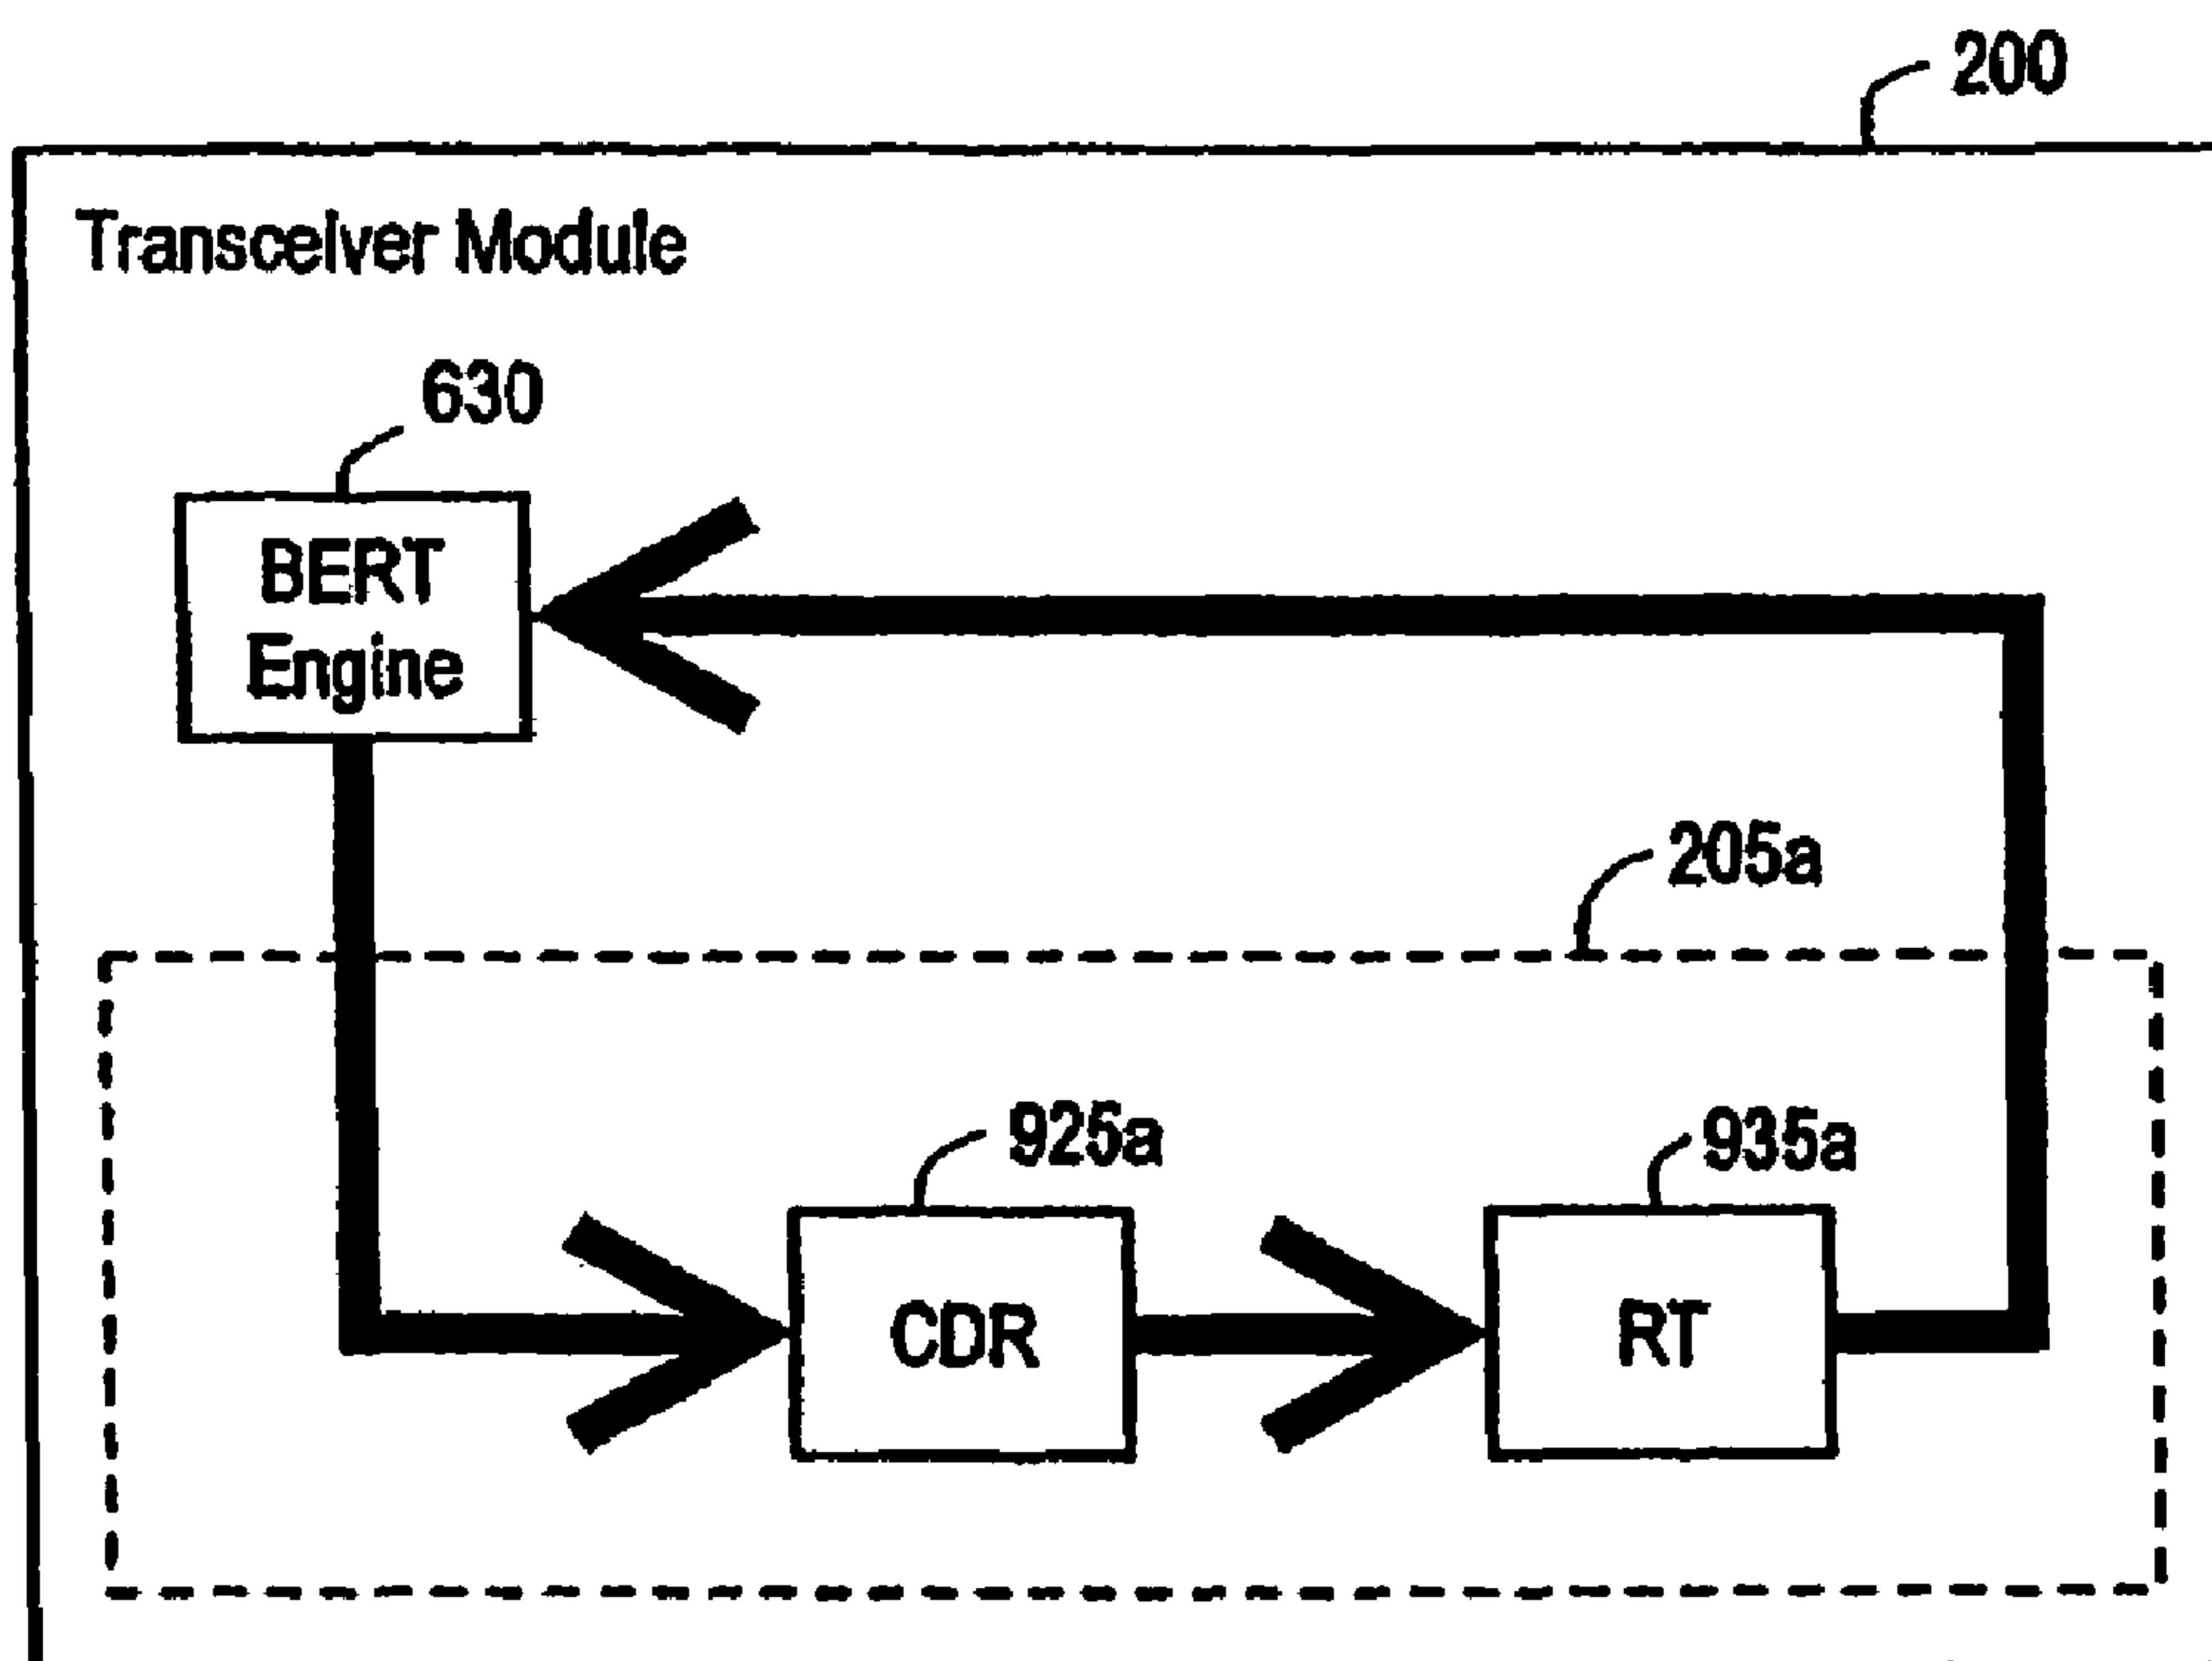 200
Transceiver Module
630
BERT
Engine
205a
925a
935a
CDR
RT